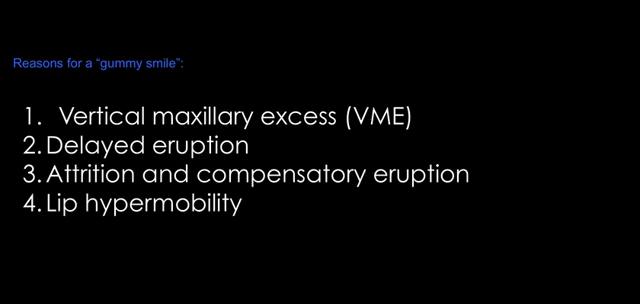 Reasons for a “gummy smile”:
1. Vertical maxillary excess (VME)
2. Delayed eruption
3. Attrition and compensatory eruption
4. Lip hypermobility